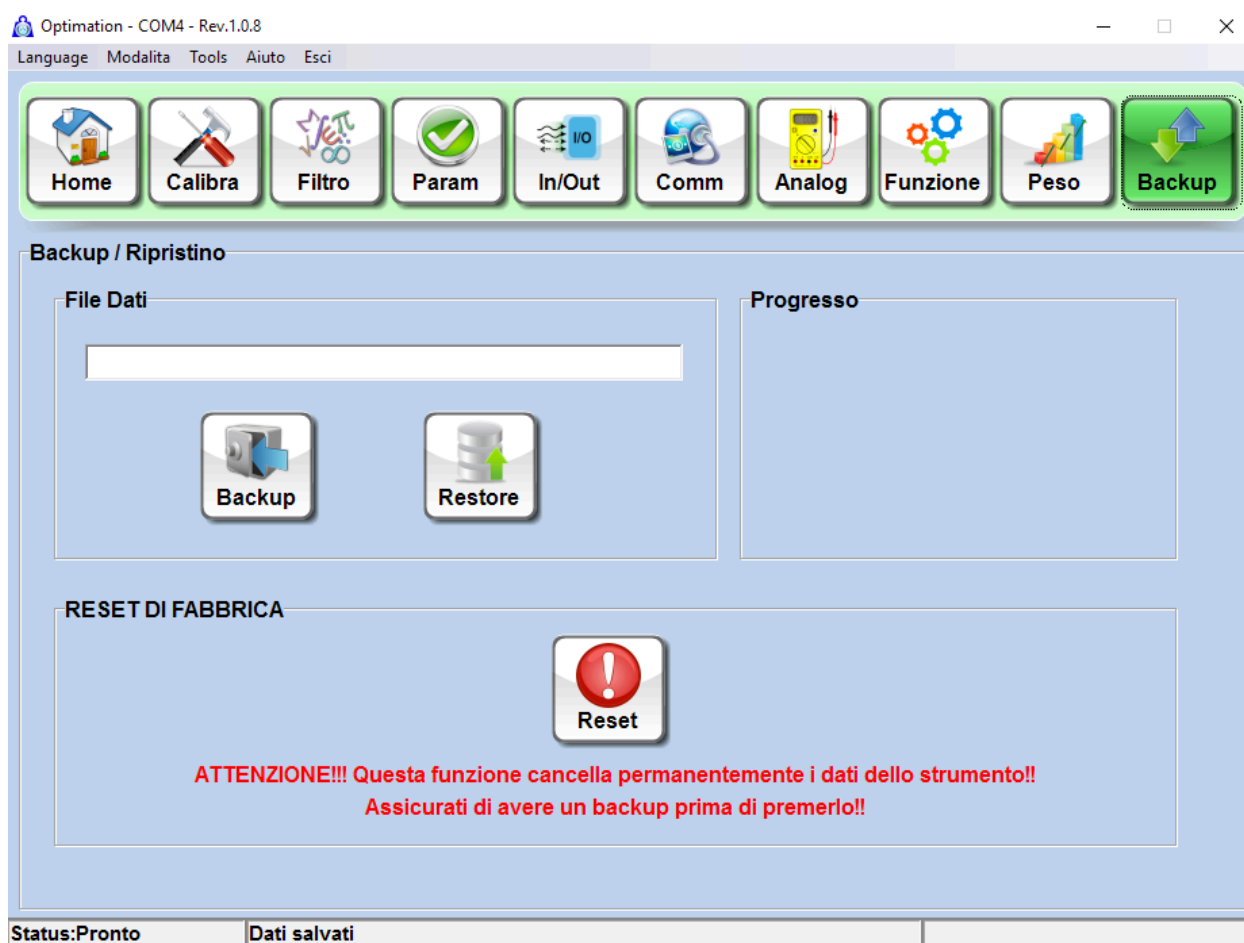 Optimation - COM4 - Rev.1.0.8
Language Modalita Tools Aiuto Esci
Home Calibra Filtro Param In/Out Comm Analog Funzione Peso Backup
I/O
Backup / Ripristino
File Dati
Progresso
Backup Restore
RESET DI FABBRICA
Reset
ATTENZIONE!!! Questa funzione cancella permanentemente i dati dello strumento!!
Assicurati di avere un backup prima di premerlo!!
Status:Pronto Dati salvati